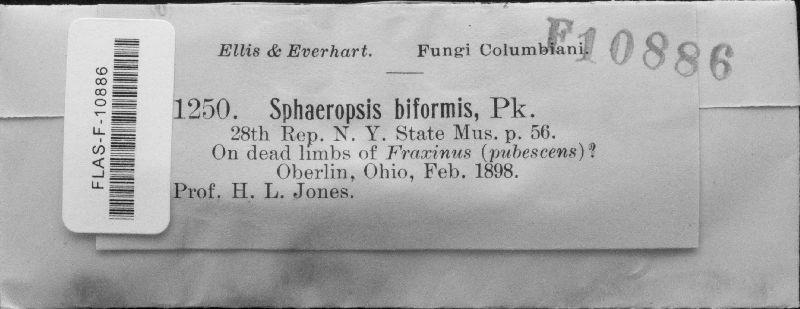 Ellis & Everhart. Fungi Columbiani.
F10886
FLAS-F-10886
1250. Sphaeropsis biformis, Pk.
28th Rep. N. Y. State Mus. p. 56.
On dead limbs of Fraxinus (pubescens)?
Oberlin, Ohio, Feb. 1898.
Prof. H. L. Jones.